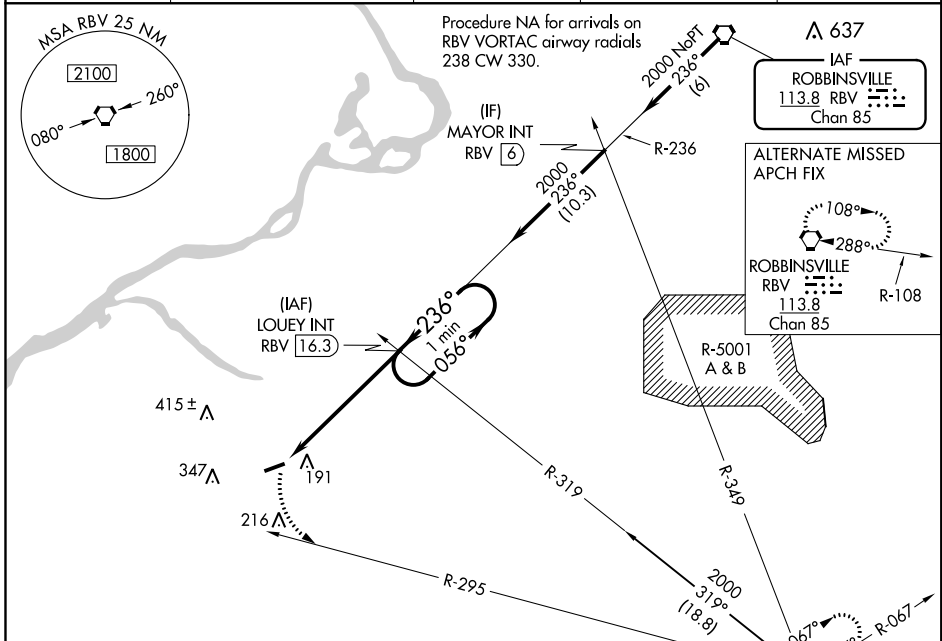 MSA RBV 25 NM
2100
260°
080°
1800
Procedure NA for arrivals on
RBV VORTAC airway radials
238 CW 330.
2000 NoPT
236°
(6)
637
IAF
ROBBINSVILLE
113.8 RBV
Chan 85
(IF)
MAYOR INT
RBV 6
R-236
2000
236°
(10.3)
ALTERNATE MISSED
APCH FIX
108°
288°
ROBBINSVILLE
RBV
113.8
Chan 85
R-108
(IAF)
LOUEY INT
RBV 16.3
236°
1 min
056°
R-5001
A & B
415 ±
347
191
216
R-319
R-349
R-295
2000
319°
(18.8)
067°
R-067